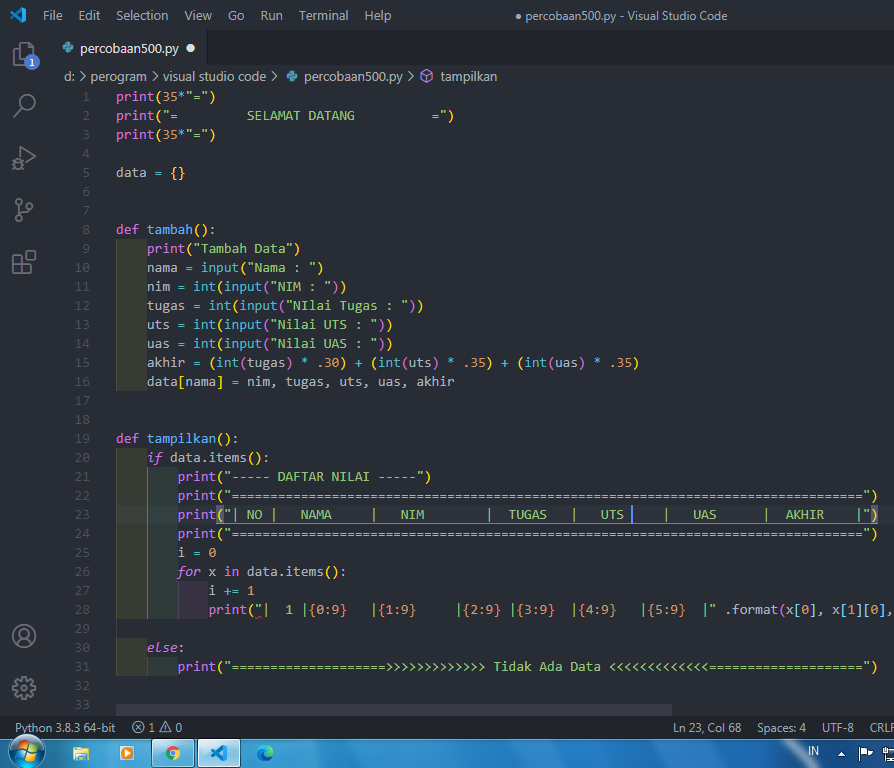 File Edit Selection View Go Run Terminal Help ● percobaan500.py - Visual Studio Code
percobaan500.py ●
d: > perogram > visual studio code > percobaan500.py > tampilkan
1 print(35*"=")
2 print("=         SELAMAT DATANG          =")
3 print(35*"=")
4
5 data = {}
6
7
8 def tambah():
9     print("Tambah Data")
10     nama = input("Nama : ")
11     nim = int(input("NIM : "))
12     tugas = int(input("NIlai Tugas : "))
13     uts = int(input("Nilai UTS : "))
14     uas = int(input("Nilai UAS : "))
15     akhir = (int(tugas) * .30) + (int(uts) * .35) + (int(uas) * .35)
16     data[nama] = nim, tugas, uts, uas, akhir
17
18
19 def tampilkan():
20     if data.items():
21         print("----- DAFTAR NILAI -----")
22         print("==================================================================================")
23         print("| NO |   NAMA     |   NIM        |  TUGAS   |   UTS     |   UAS      |  AKHIR    |")
24         print("==================================================================================")
25         i = 0
26         for x in data.items():
27             i += 1
28             print("|  1 |{0:9}   |{1:9}     |{2:9} |{3:9}  |{4:9}   |{5:9}  |" .format(x[0], x[1][0],
29
30     else:
31         print("====================>>>>>>>>>>>>> Tidak Ada Data <<<<<<<<<<<<<====================")
32
33
Python 3.8.3 64-bit 1 0 Ln 23, Col 68 Spaces: 4 UTF-8 CRLF
IN